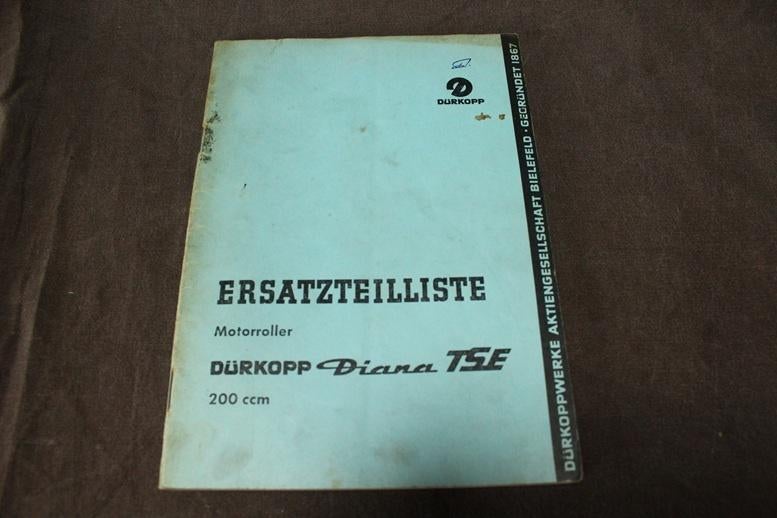 DÜRKOPP
ERSATZTEILLISTE
Motorroller
DÜRKOPP Diana TSE
200 ccm
DÜRKOPPWERKE AKTIENGESELLSCHAFT BIELEFELD · GEGRÜNDET 1867